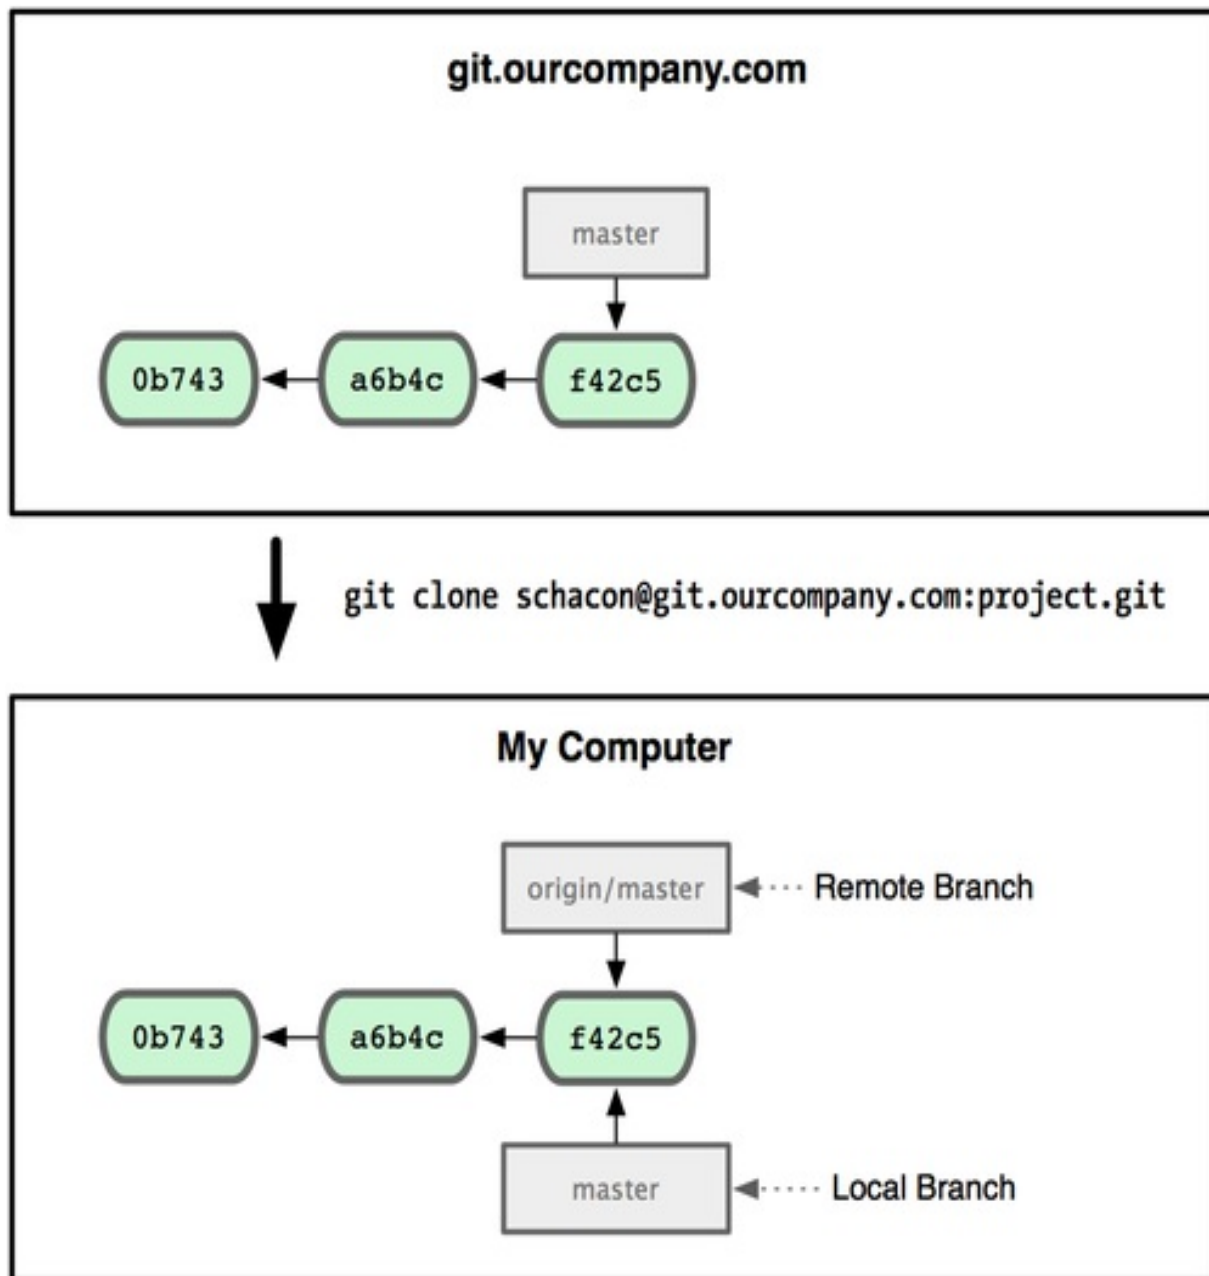 git.ourcompany.com
master
0b743
a6b4c
f42c5
git clone schacon@git.ourcompany.com:project.git
My Computer
origin/master
Remote Branch
0b743
a6b4c
f42c5
master
Local Branch